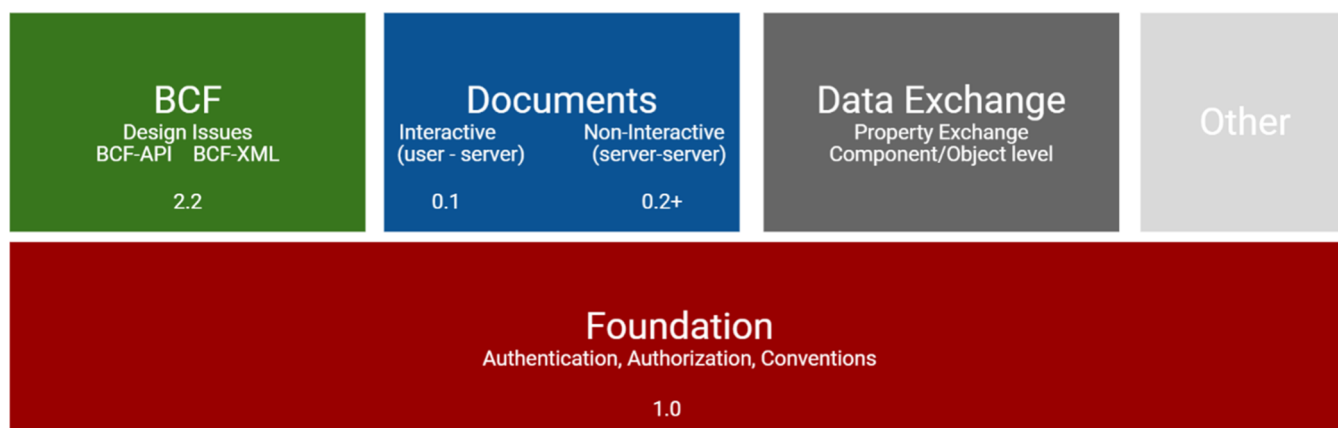 BCF
Design Issues
BCF-API BCF-XML
2.2
Documents
Interactive
(user - server)
0.1
Non-Interactive
(server-server)
0.2+
Data Exchange
Property Exchange
Component/Object level
Other
Foundation
Authentication, Authorization, Conventions
1.0